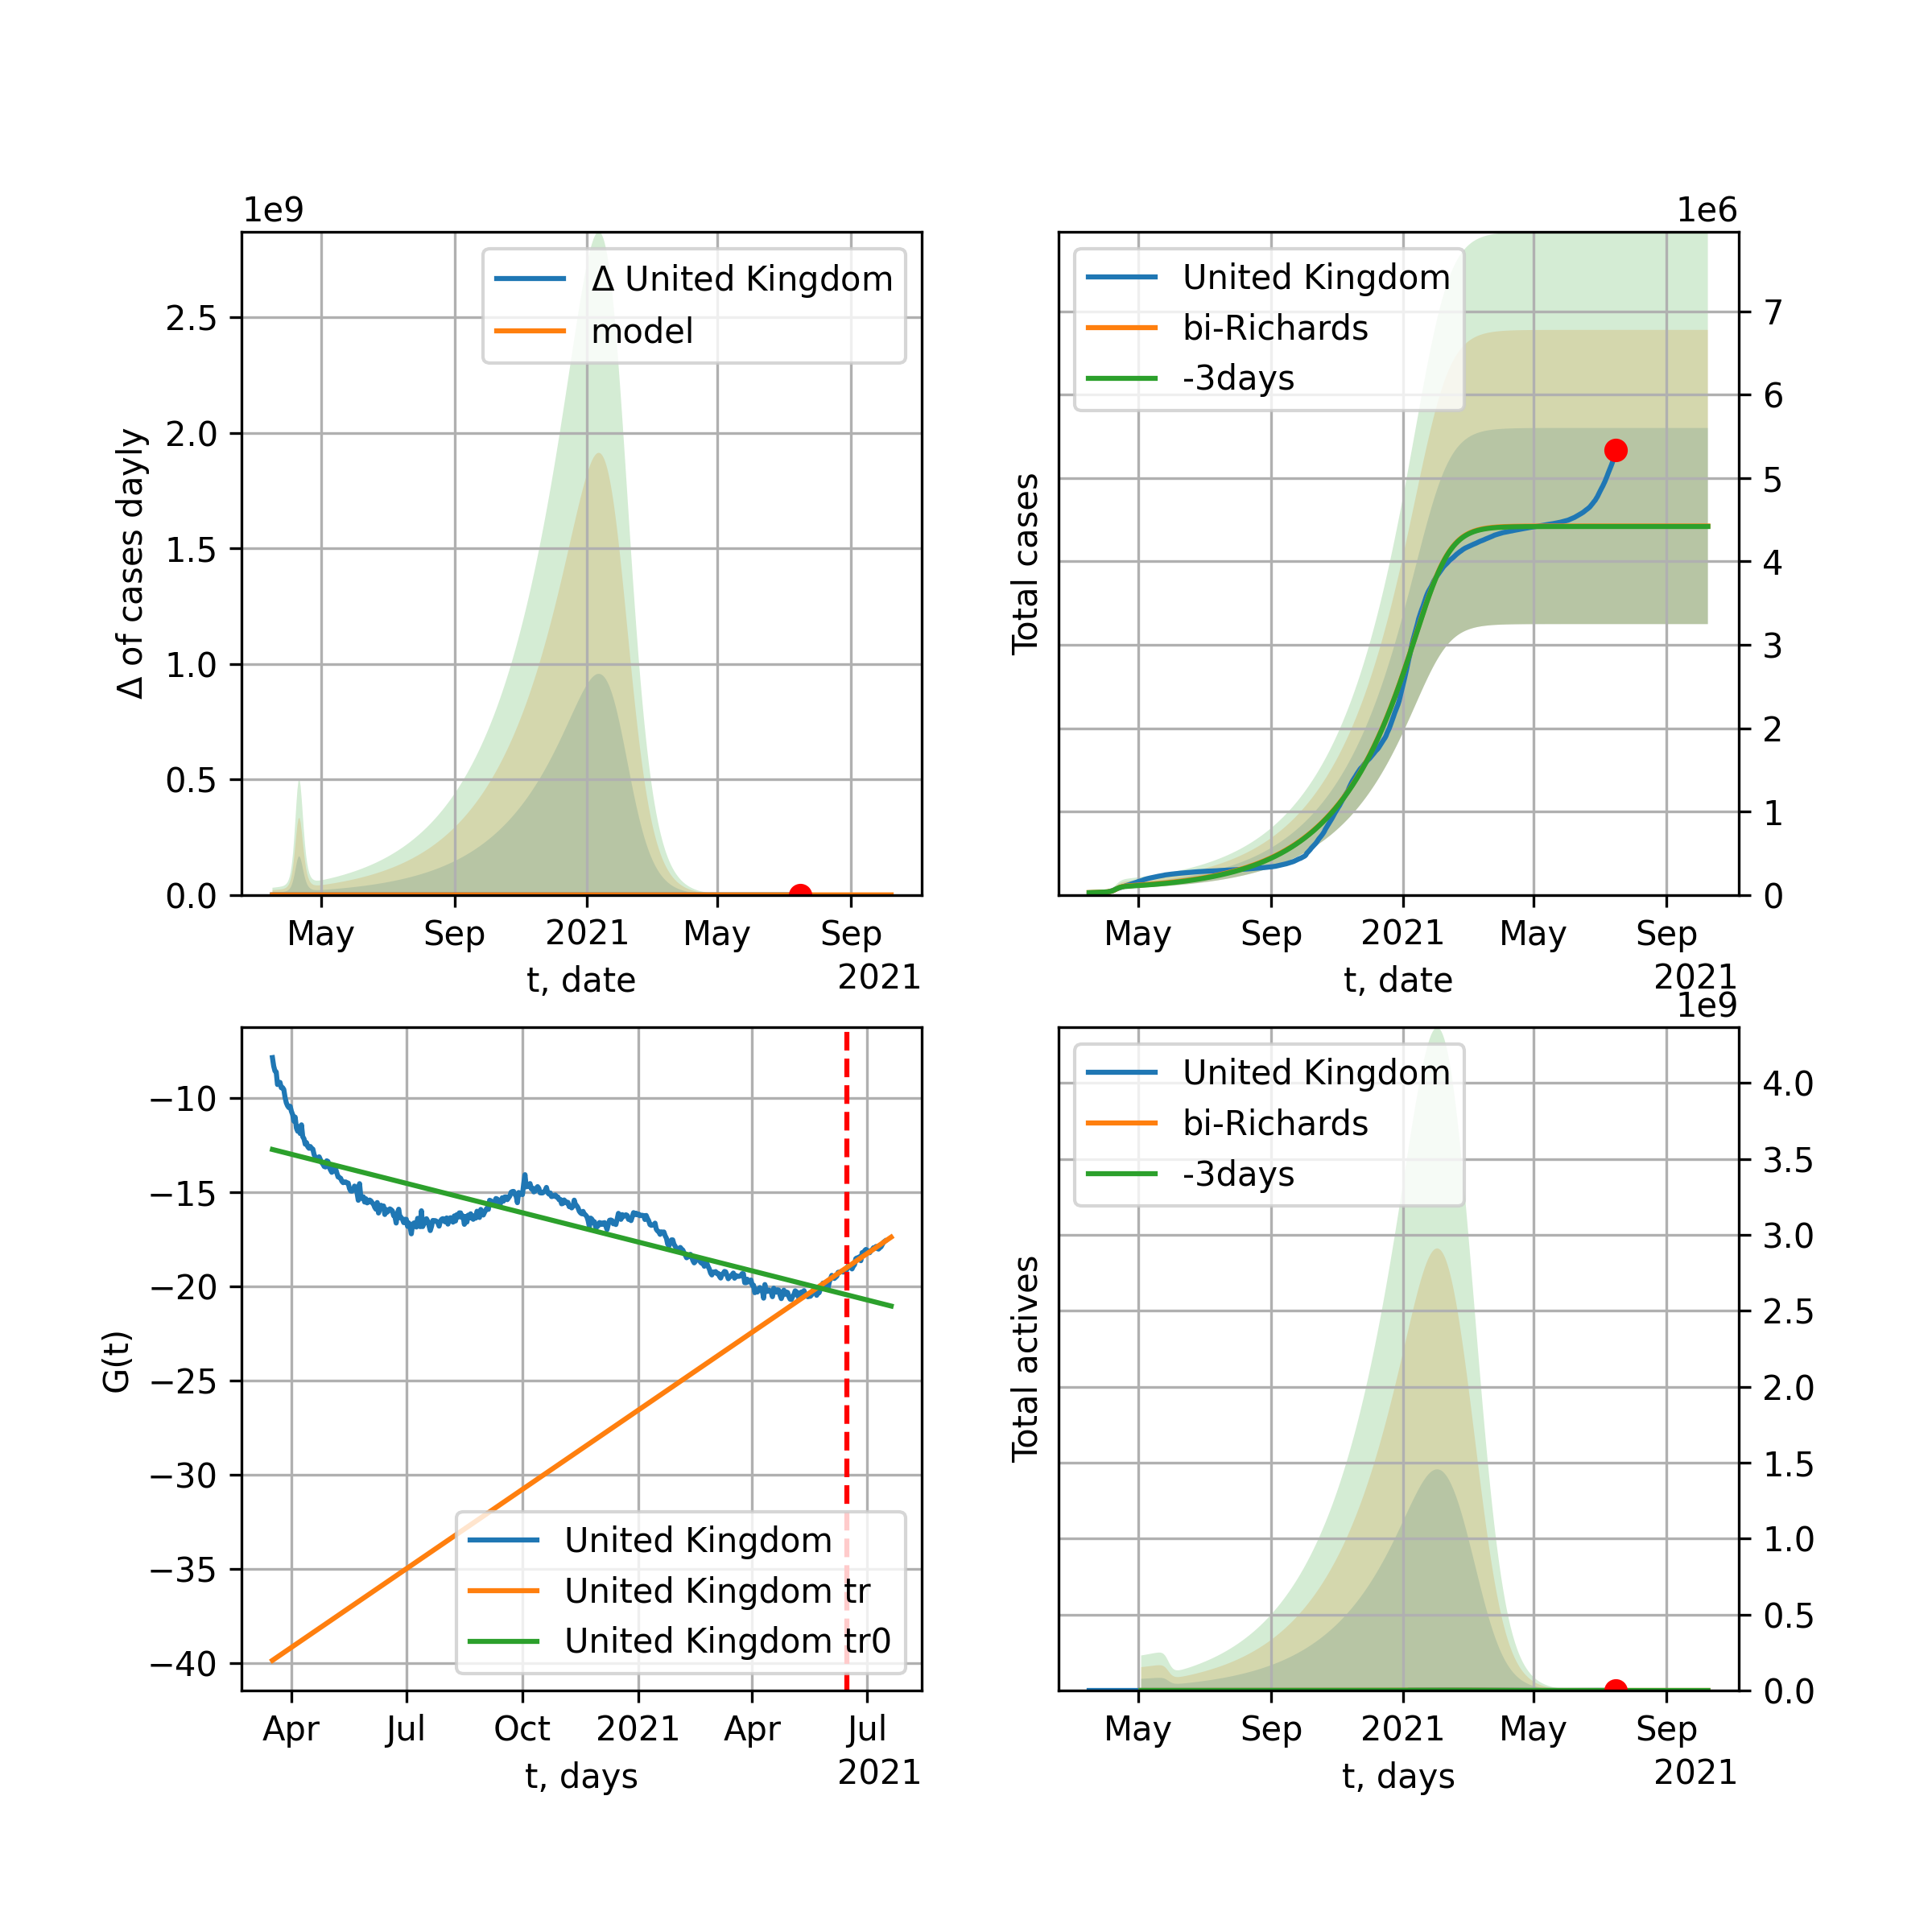 1e9
Δ of cases dayly
2.5
2.0
1.5
1.0
0.5
0.0
Δ United Kingdom
model
May Sep 2021 May Sep
t, date
2021
1e6
Total cases
United Kingdom
bi-Richards
-3days
7
6
5
4
3
2
1
0
May Sep 2021 May Sep
t, date
2021
G(t)
−10
−15
−20
−25
−30
−35
−40
United Kingdom
United Kingdom tr
United Kingdom tr0
Apr Jul Oct 2021 Apr Jul
t, days
2021
1e9
Total actives
United Kingdom
bi-Richards
-3days
4.0
3.5
3.0
2.5
2.0
1.5
1.0
0.5
0.0
May Sep 2021 May Sep
t, days
2021